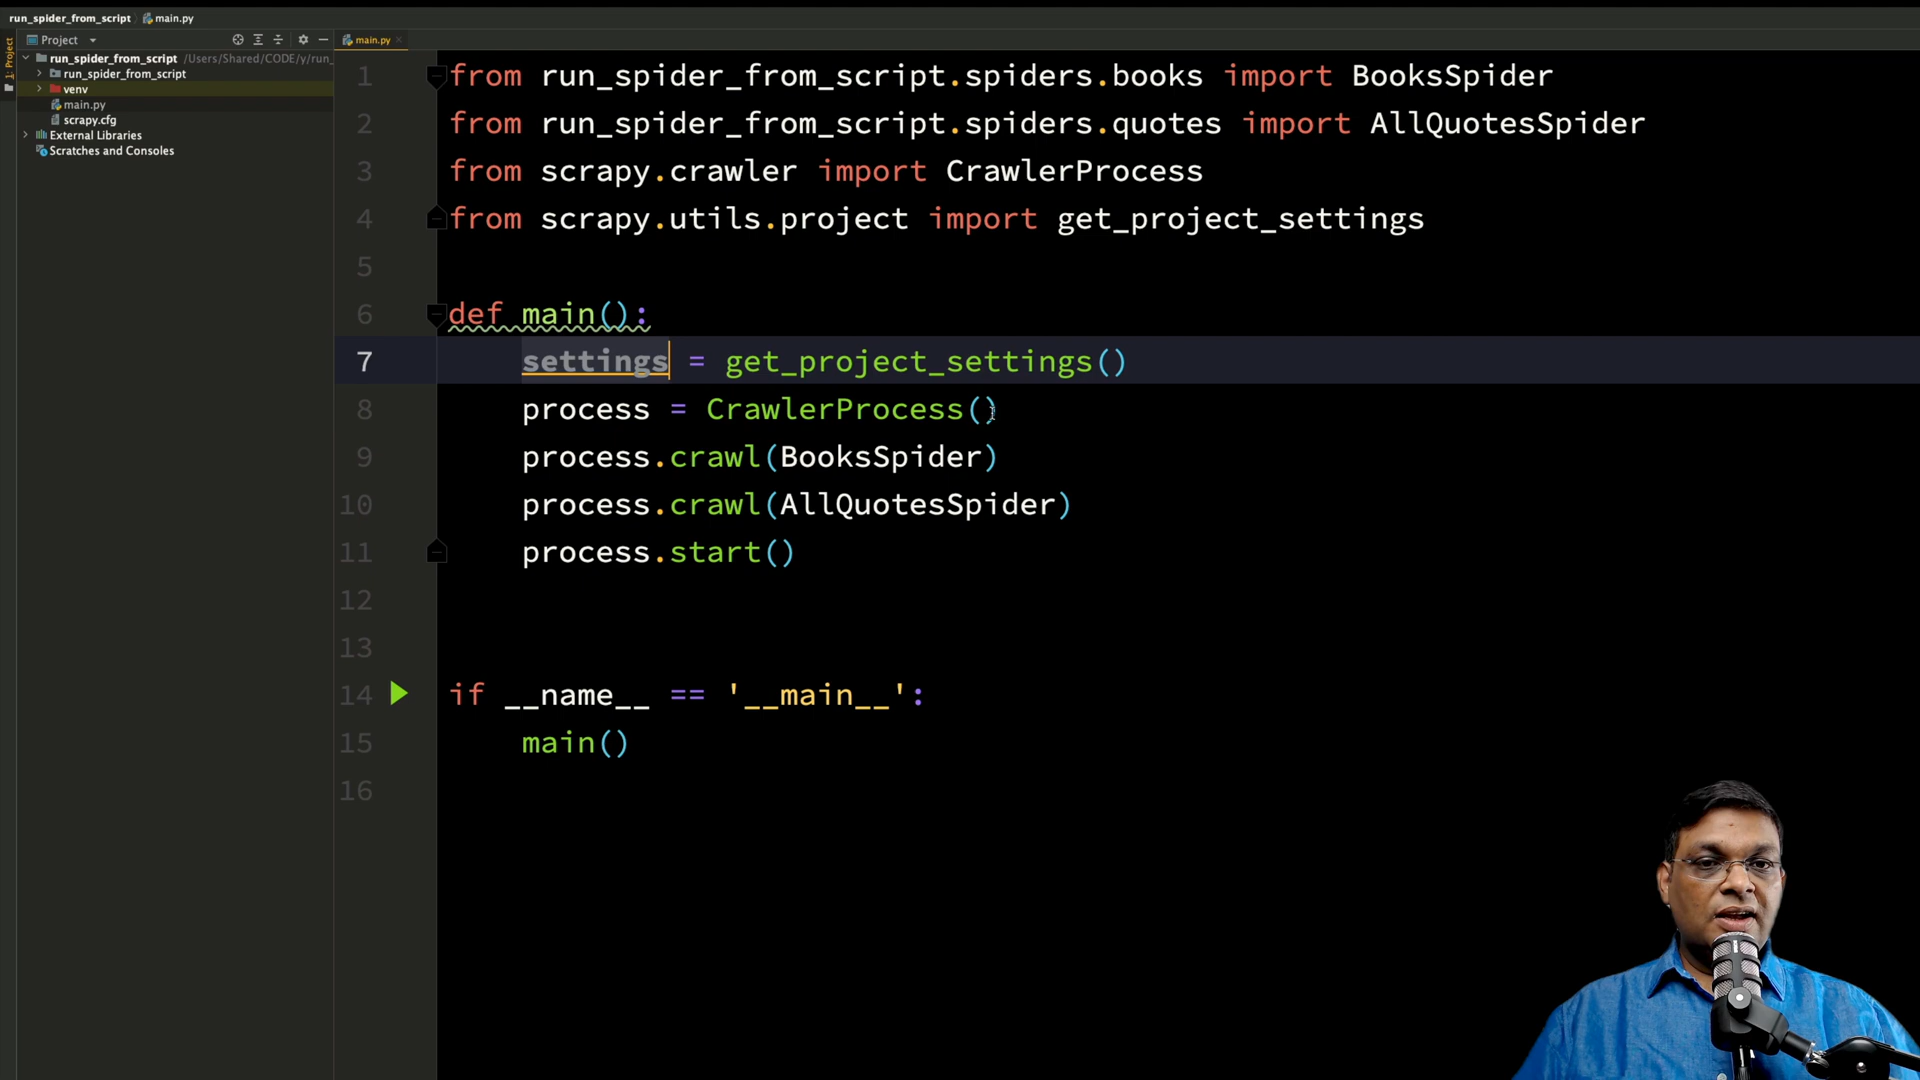 run_spider_from_script main.py
1: Project
Project
run_spider_from_script /Users/Shared/CODE/y/run_
run_spider_from_script
venv
main.py
scrapy.cfg
External Libraries
Scratches and Consoles
main.py
1 from run_spider_from_script.spiders.books import BooksSpider
2 from run_spider_from_script.spiders.quotes import AllQuotesSpider
3 from scrapy.crawler import CrawlerProcess
4 from scrapy.utils.project import get_project_settings
5
6 def main():
7 settings = get_project_settings()
8 process = CrawlerProcess()
9 process.crawl(BooksSpider)
10 process.crawl(AllQuotesSpider)
11 process.start()
12
13
14 if __name__ == '__main__':
15 main()
16